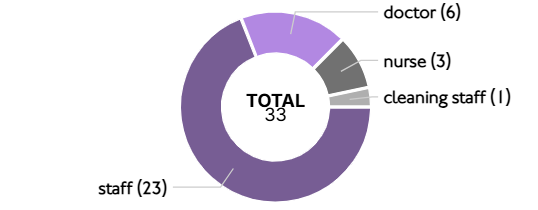 doctor (6)
nurse (3)
TOTAL
33
cleaning staff (1)
staff (23)